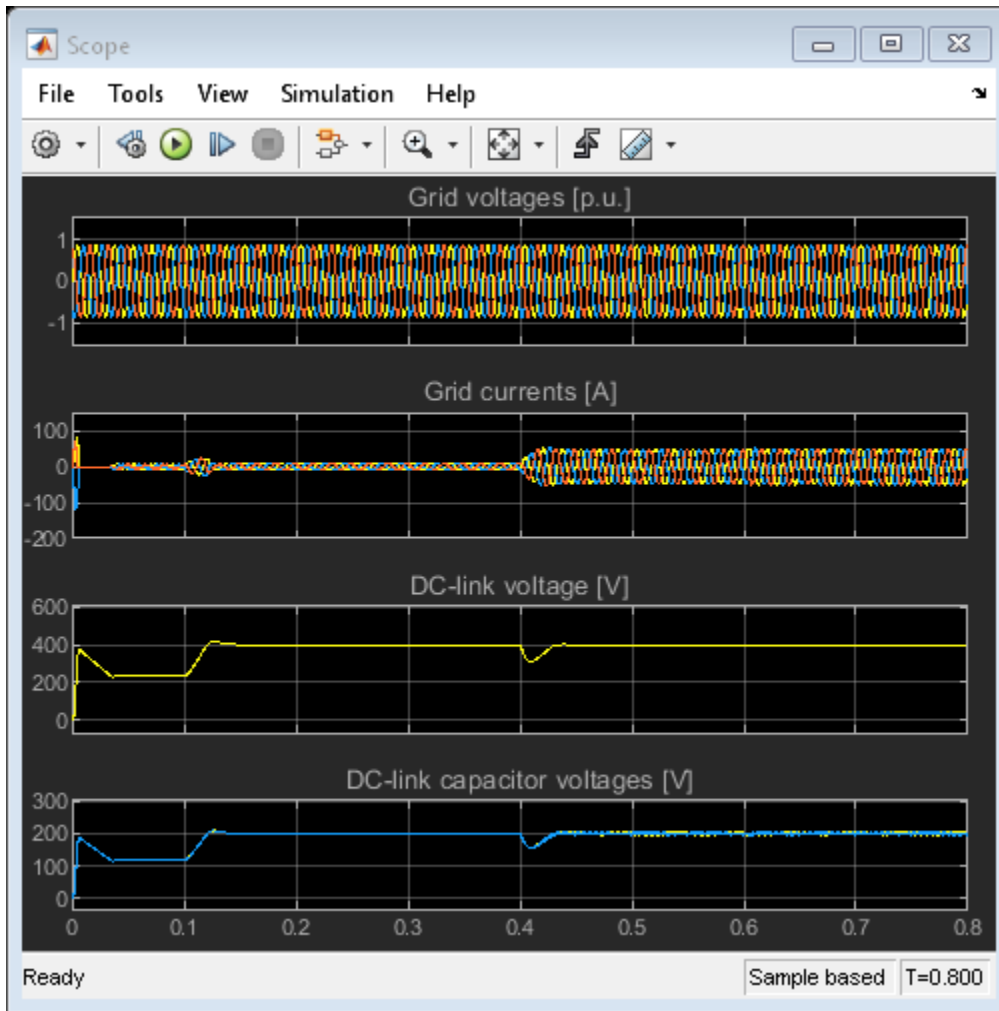 Scope
File Tools View Simulation Help
Grid voltages [p.u.]
1
0
-1
Grid currents [A]
100
0
-100
-200
DC-link voltage [V]
600
400
200
0
DC-link capacitor voltages [V]
300
200
100
0
0 0.1 0.2 0.3 0.4 0.5 0.6 0.7 0.8
Ready Sample based T=0.800